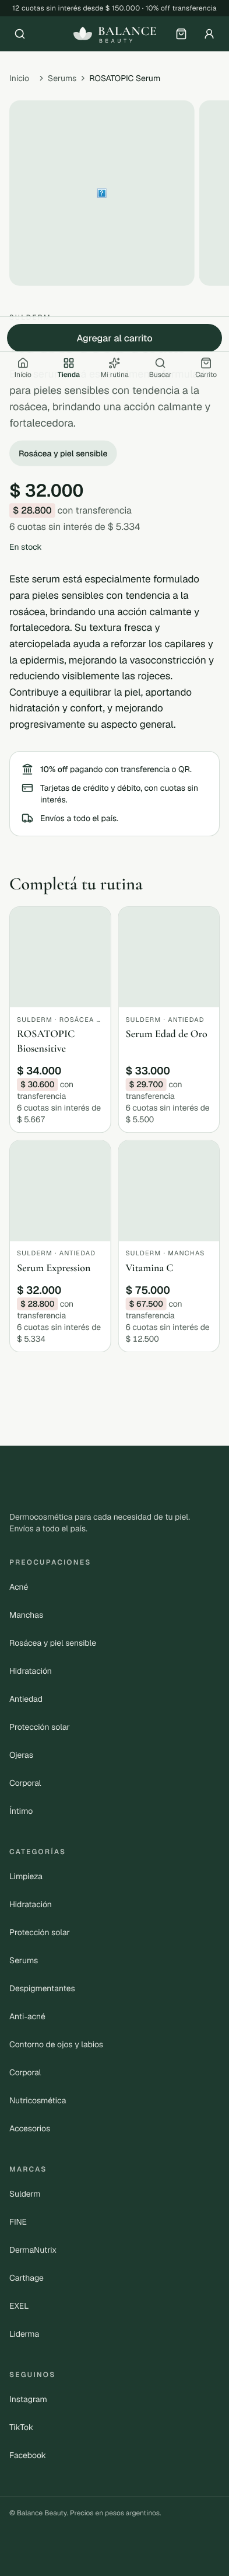 12 cuotas sin interés desde $ 150.000 · 10% off transferencia
BALANCE
BEAUTY
Inicio > Serums > ROSATOPIC Serum
Agregar al carrito
Inicio
Tienda
Mi rutina
Buscar
Carrito
para pieles sensibles con tendencia a la
rosácea, brindando una acción calmante y
fortalecedora.
Rosácea y piel sensible
$ 32.000
$ 28.800 con transferencia
6 cuotas sin interés de $ 5.334
En stock
Este serum está especialmente formulado
para pieles sensibles con tendencia a la
rosácea, brindando una acción calmante y
fortalecedora. Su textura fresca y
aterciopelada ayuda a reforzar los capilares y
la epidermis, mejorando la vasoconstricción y
reduciendo visiblemente las rojeces.
Contribuye a equilibrar la piel, aportando
hidratación y confort, y mejorando
progresivamente su aspecto general.
10% off pagando con transferencia o QR.
Tarjetas de crédito y débito, con cuotas sin
interés.
Envíos a todo el país.
Completá tu rutina
SULDERM · ROSÁCEA ...
ROSATOPIC
Biosensitive
$ 34.000
$ 30.600 con
transferencia
6 cuotas sin interés de
$ 5.667
SULDERM · ANTIEDAD
Serum Edad de Oro
$ 33.000
$ 29.700 con
transferencia
6 cuotas sin interés de
$ 5.500
SULDERM · ANTIEDAD
Serum Expression
$ 32.000
$ 28.800 con
transferencia
6 cuotas sin interés de
$ 5.334
SULDERM · MANCHAS
Vitamina C
$ 75.000
$ 67.500 con
transferencia
6 cuotas sin interés de
$ 12.500
Dermocosmética para cada necesidad de tu piel.
Envíos a todo el país.
PREOCUPACIONES
Acné
Manchas
Rosácea y piel sensible
Hidratación
Antiedad
Protección solar
Ojeras
Corporal
Íntimo
CATEGORÍAS
Limpieza
Hidratación
Protección solar
Serums
Despigmentantes
Anti-acné
Contorno de ojos y labios
Corporal
Nutricosmética
Accesorios
MARCAS
Sulderm
FINE
DermaNutrix
Carthage
EXEL
Liderma
SEGUINOS
Instagram
TikTok
Facebook
© Balance Beauty. Precios en pesos argentinos.